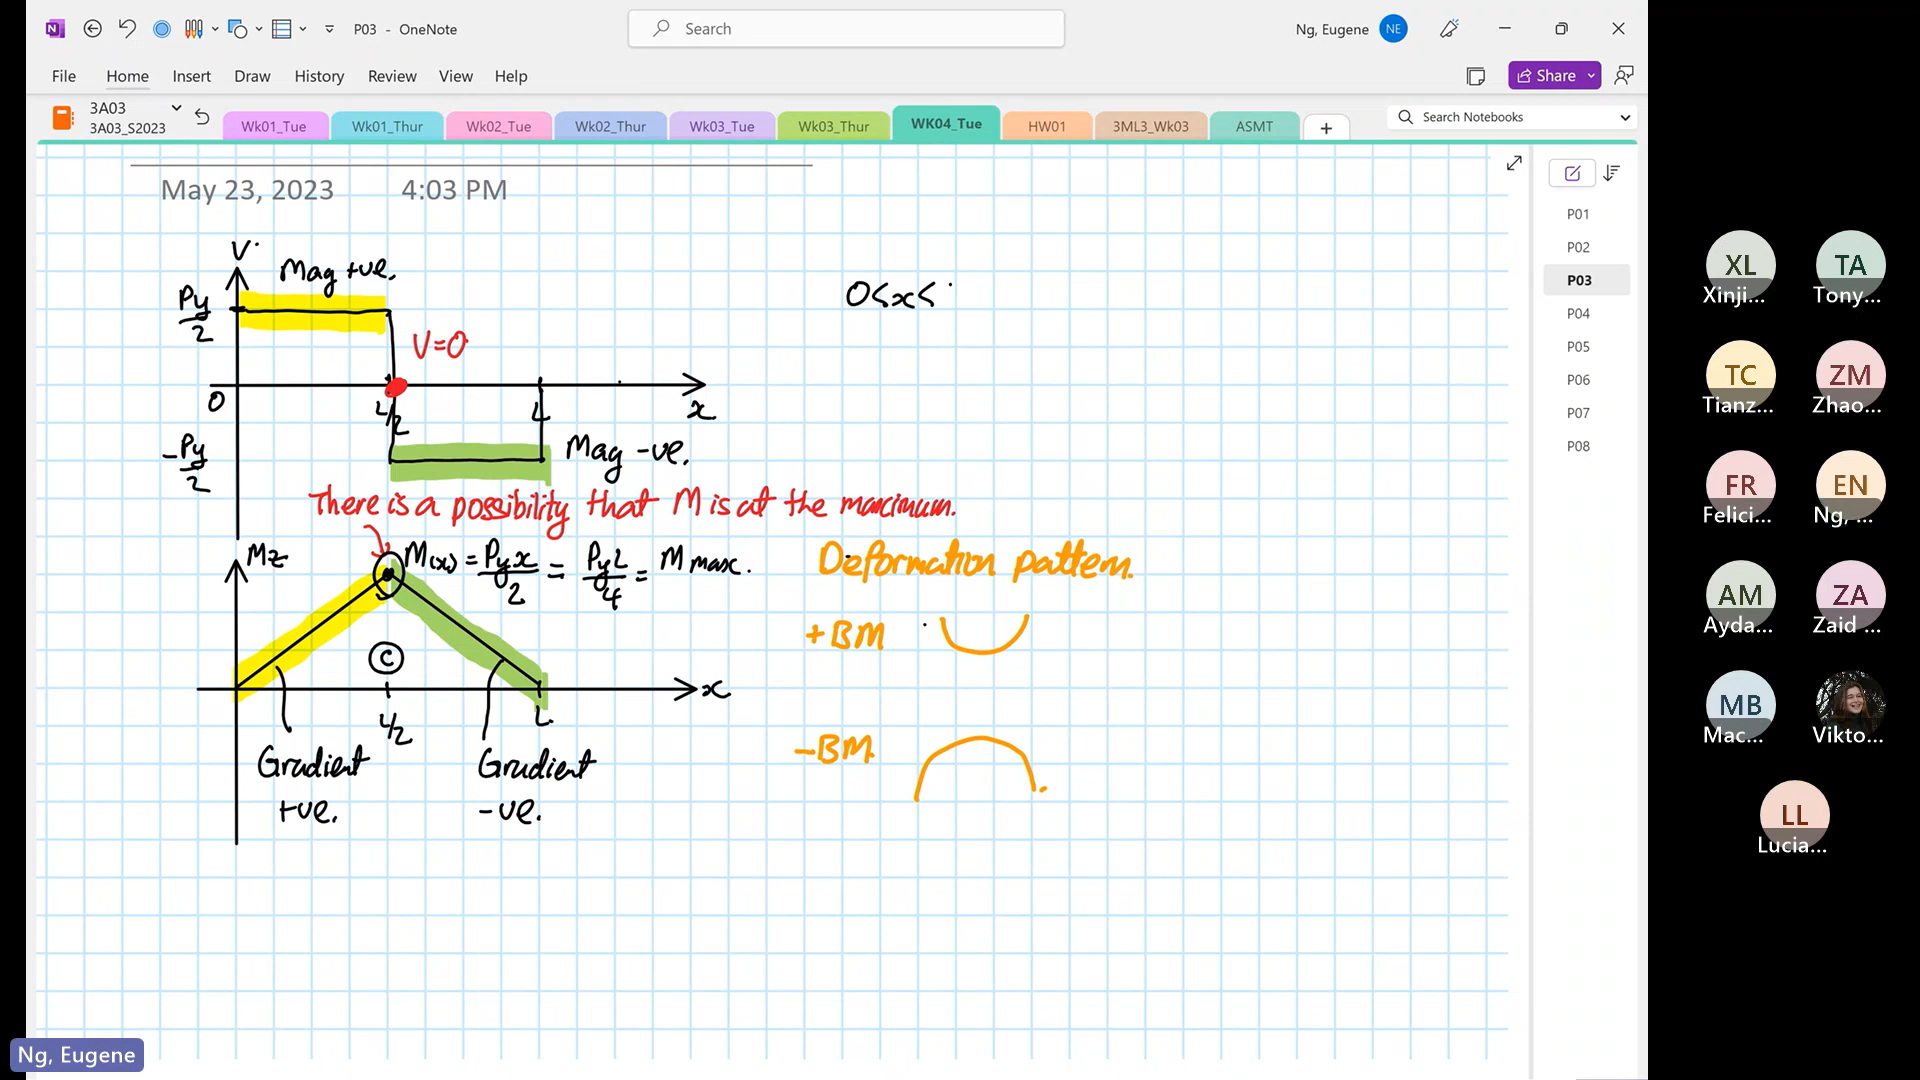 P03 - OneNote
Search
Ng, Eugene
NE
File
Home
Insert
Draw
History
Review
View
Help
Share
3A03
3A03_S2023
Wk01_Tue
Wk01_Thur
Wk02_Tue
Wk02_Thur
Wk03_Tue
Wk03_Thur
WK04_Tue
HW01
3ML3_Wk03
ASMT
+
Search Notebooks
May 23, 2023 4:03 PM
P01
P02
P03
P04
P05
P06
P07
P08
V
Mag +ve.
Py/2
V=0
0
L/2
L
x
-Py/2
Mag -ve.
0<x<
There is a possibility that M is at the maximum.
Mz
M(x) = Pyx/2 = PyL/4 = M max.
C
x
L/2
L
Gradient
+ve.
Gradient
-ve.
Deformation pattern.
+BM
-BM
XL
Xinji...
TA
Tony...
TC
Tianz...
ZM
Zhao...
FR
Felici...
EN
Ng, ...
AM
Ayda...
ZA
Zaid ...
MB
Mac...
Vikto...
LL
Lucia...
Ng, Eugene